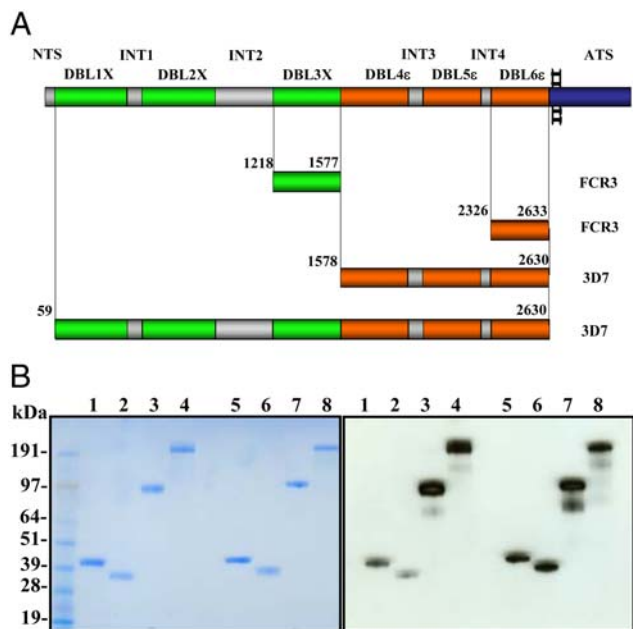 A
NTS INT1 INT2 INT3 INT4 ATS
DBL1X DBL2X DBL3X DBL4ε DBL5ε DBL6ε
1218 1577
FCR3
2326 2633
FCR3
1578 2630
3D7
59 2630
3D7
B
kDa 1 2 3 4 5 6 7 8 1 2 3 4 5 6 7 8
191-
97-
64-
51-
39-
28-
19-